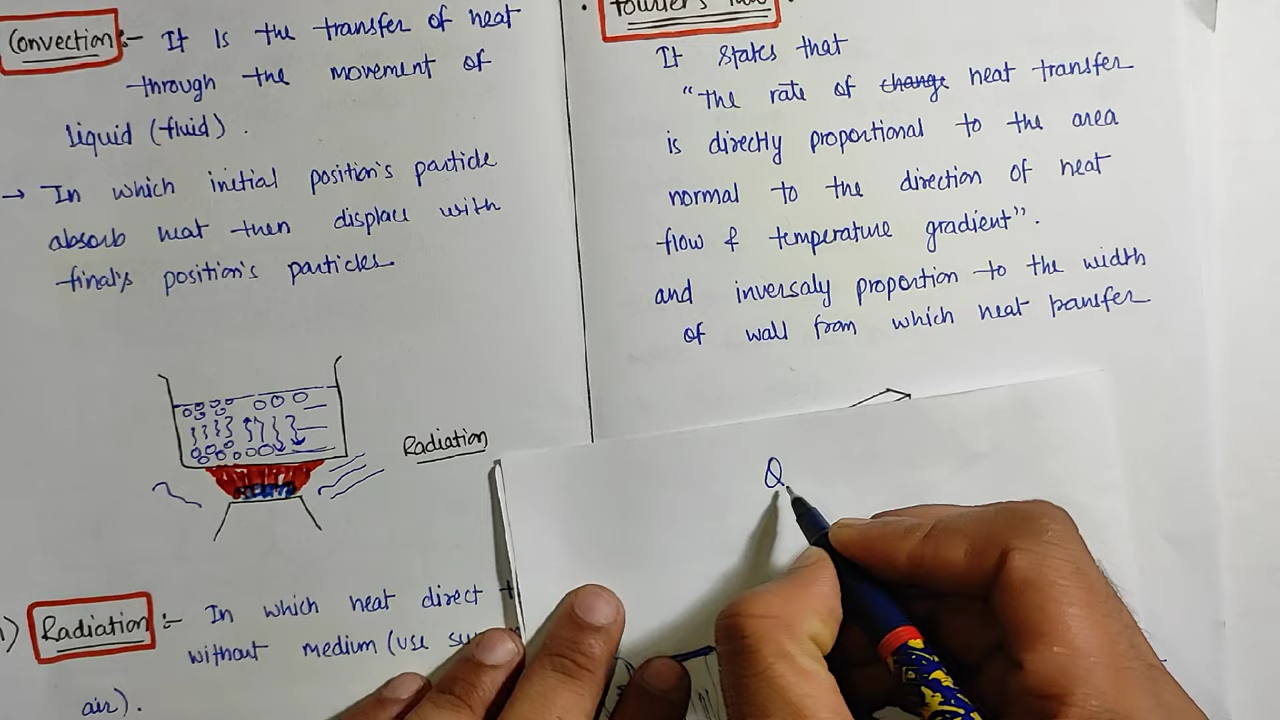 Convection :- It is the transfer of heat
through the movement of
liquid (fluid).
→ In which initial position's particle
absorb heat then displace with
final's position's particles.
Radiation
Radiation :- In which heat direct
without medium (use
air).
Fourier's law
It states that
"The rate of change heat transfer
is directly proportional to the area
normal to the direction of heat
flow & temperature gradient".
and inversaly proportion to the width
of wall from which heat transfer
Q